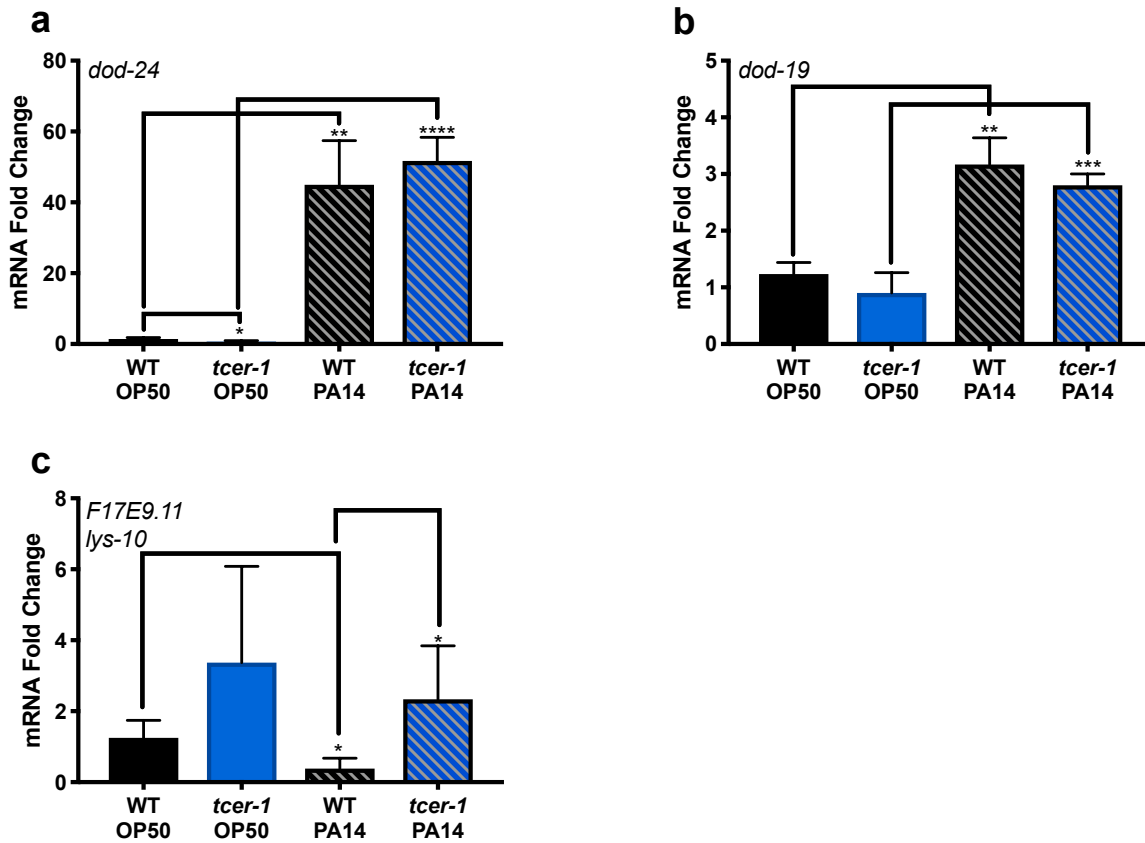 a
dod-24
mRNA Fold Change
80
60
40
20
0
**
****
*
WT
OP50
tcer-1
OP50
WT
PA14
tcer-1
PA14
b
dod-19
mRNA Fold Change
5
4
3
2
1
0
**
***
WT
OP50
tcer-1
OP50
WT
PA14
tcer-1
PA14
c
F17E9.11
lys-10
mRNA Fold Change
8
6
4
2
0
*
*
WT
OP50
tcer-1
OP50
WT
PA14
tcer-1
PA14